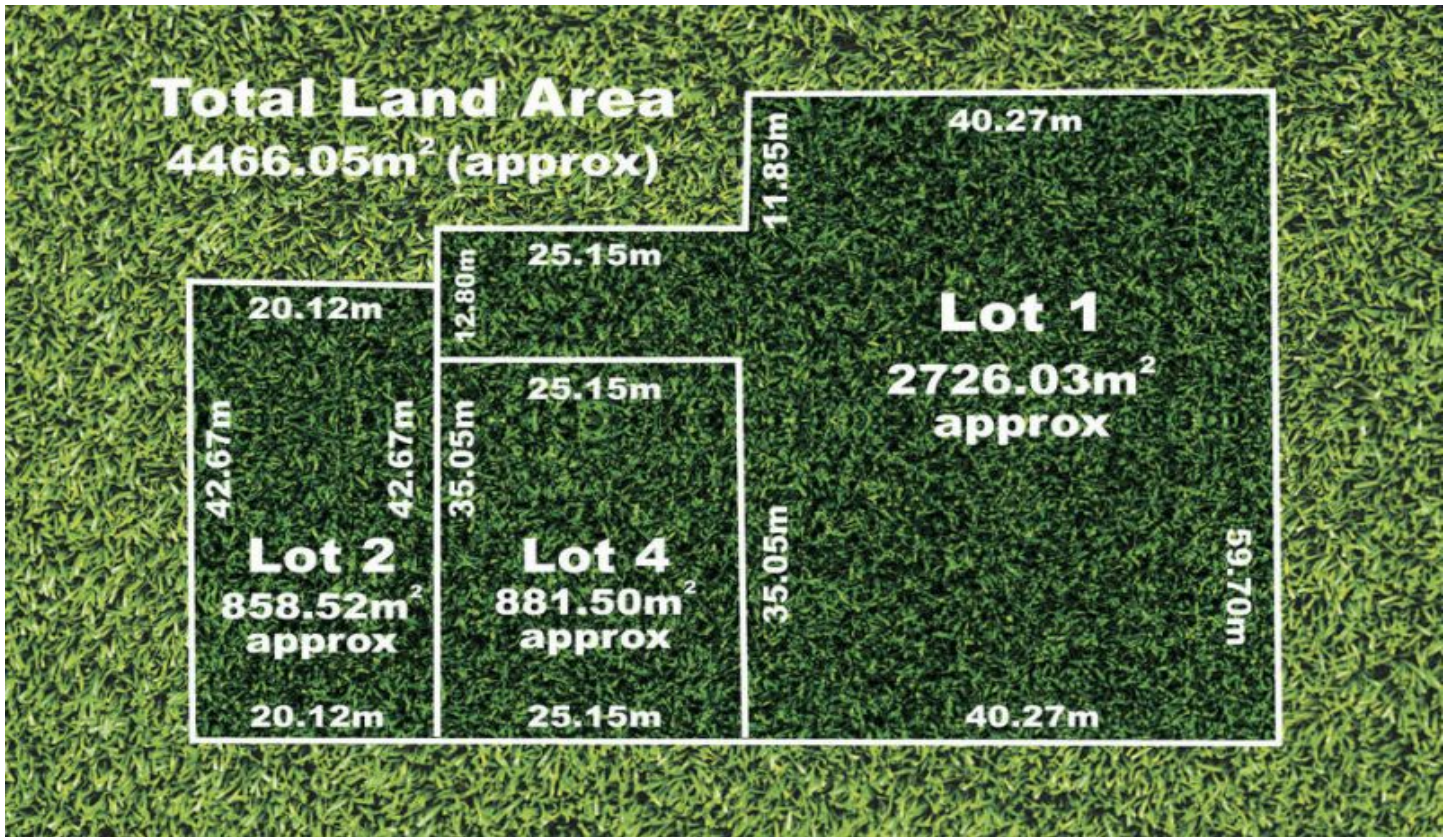 Total Land Area
4466.05m² (approx)
40.27m
11.85m
25.15m
12.80m
20.12m
Lot 1
2726.03m²
approx
25.15m
42.67m
42.67m
35.05m
35.05m
59.70m
Lot 2
858.52m²
approx
Lot 4
881.50m²
approx
20.12m
25.15m
40.27m